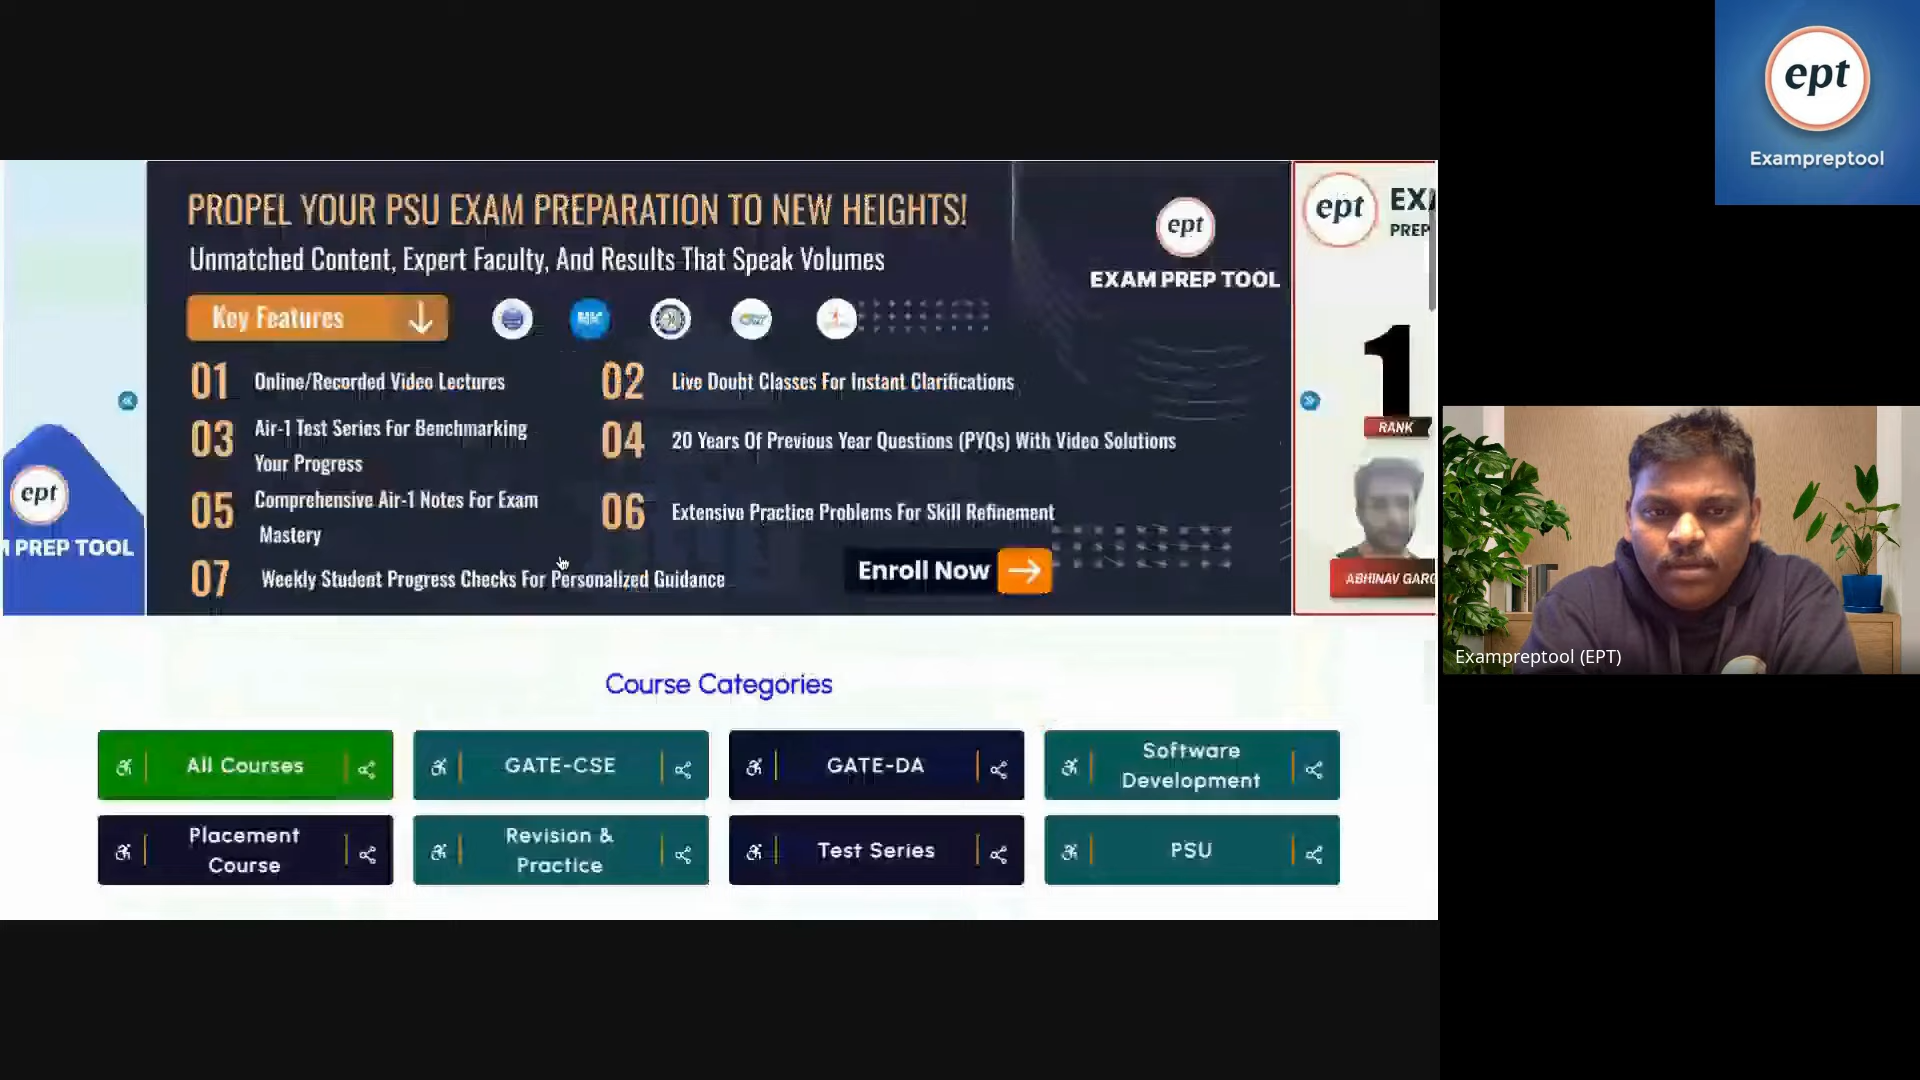 ept
Exampreptool
PROPEL YOUR PSU EXAM PREPARATION TO NEW HEIGHTS!
Unmatched Content, Expert Faculty, And Results That Speak Volumes
ept
EXAM PREP TOOL
Key Features
01 Online/Recorded Video Lectures
02 Live Doubt Classes For Instant Clarifications
03 Air-1 Test Series For Benchmarking
Your Progress
04 20 Years Of Previous Year Questions (PYQs) With Video Solutions
05 Comprehensive Air-1 Notes For Exam
Mastery
06 Extensive Practice Problems For Skill Refinement
07 Weekly Student Progress Checks For Personalized Guidance
Enroll Now
ept
PREP TOOL
ept
PREP
1
RANK
ABHINAV GARG
Exampreptool (EPT)
Course Categories
All Courses
GATE-CSE
GATE-DA
Software
Development
Placement
Course
Revision &
Practice
Test Series
PSU